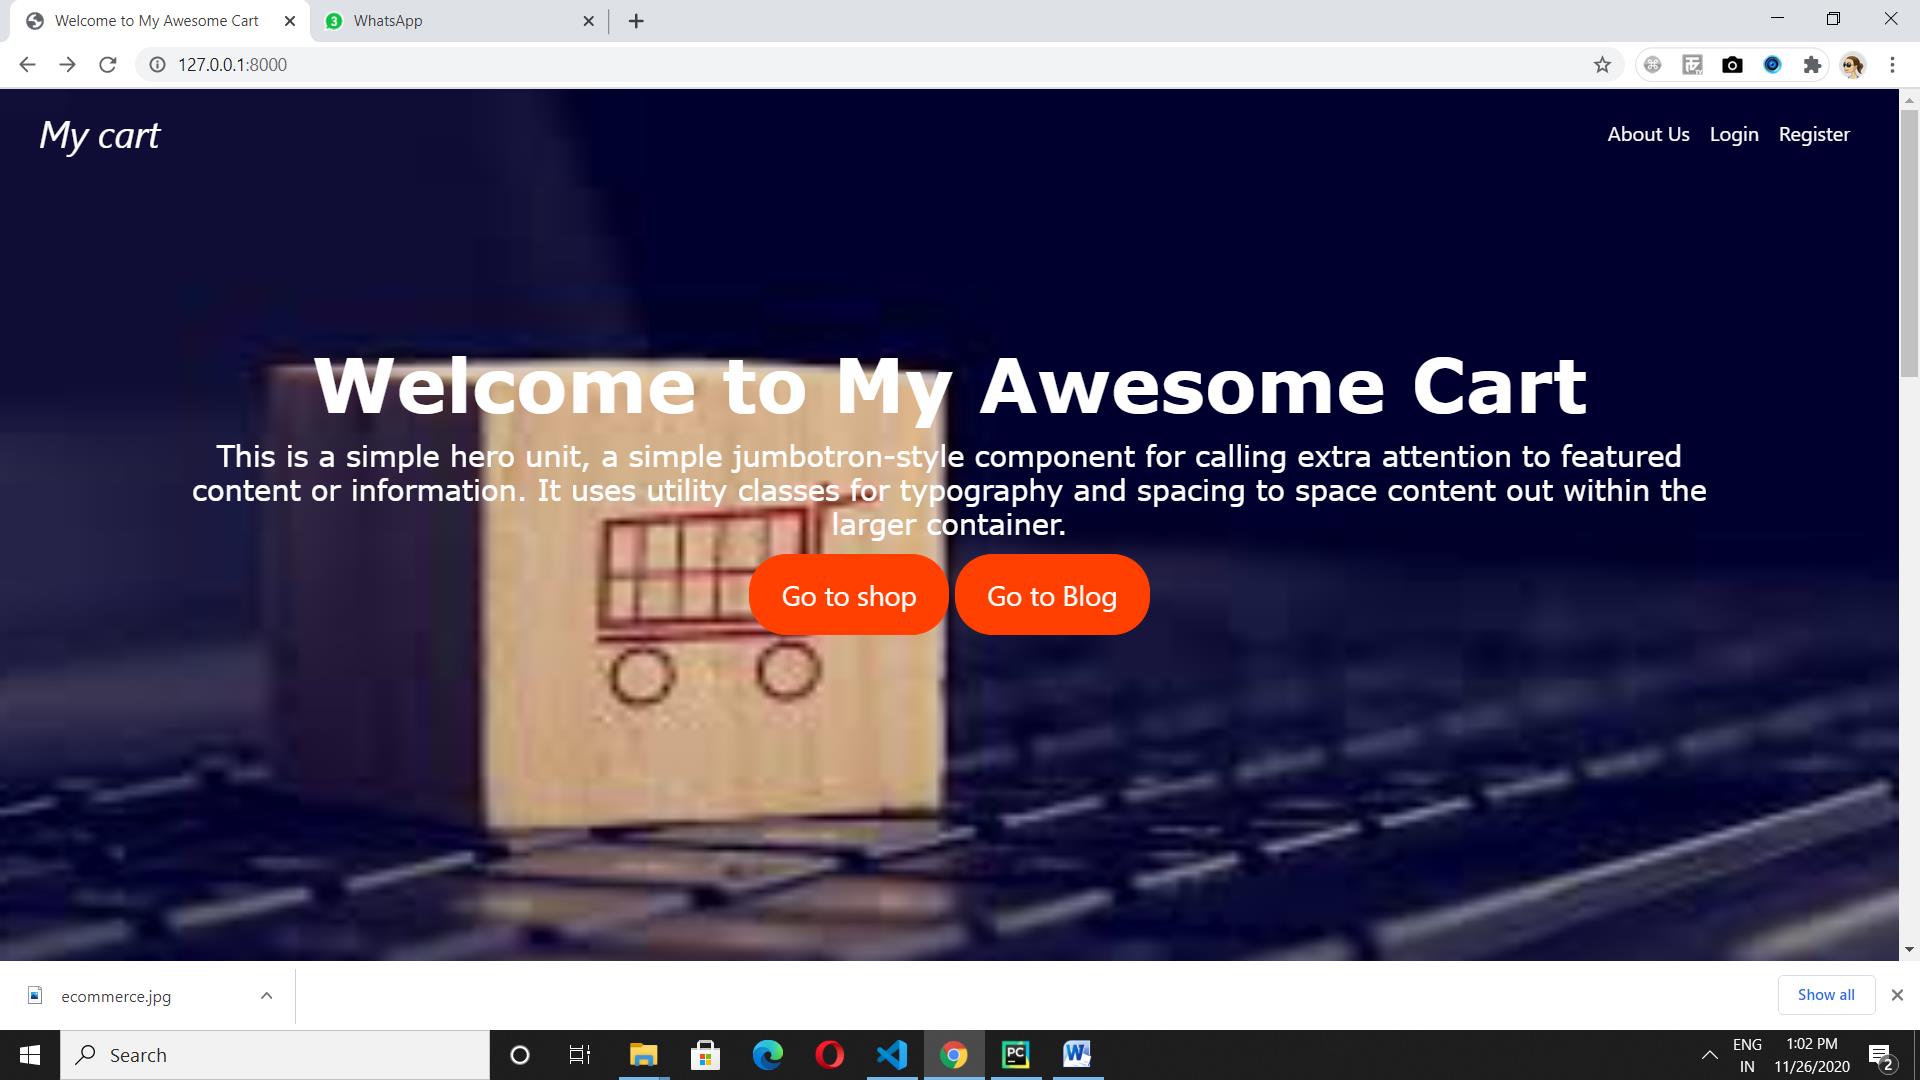 Welcome to My Awesome Cart
3 WhatsApp
127.0.0.1:8000
My cart
About Us Login Register
Welcome to My Awesome Cart
This is a simple hero unit, a simple jumbotron-style component for calling extra attention to featured
content or information. It uses utility classes for typography and spacing to space content out within the
larger container.
Go to shop Go to Blog
ecommerce.jpg
Show all
Search
PC
W
ENG
IN
1:02 PM
11/26/2020
2